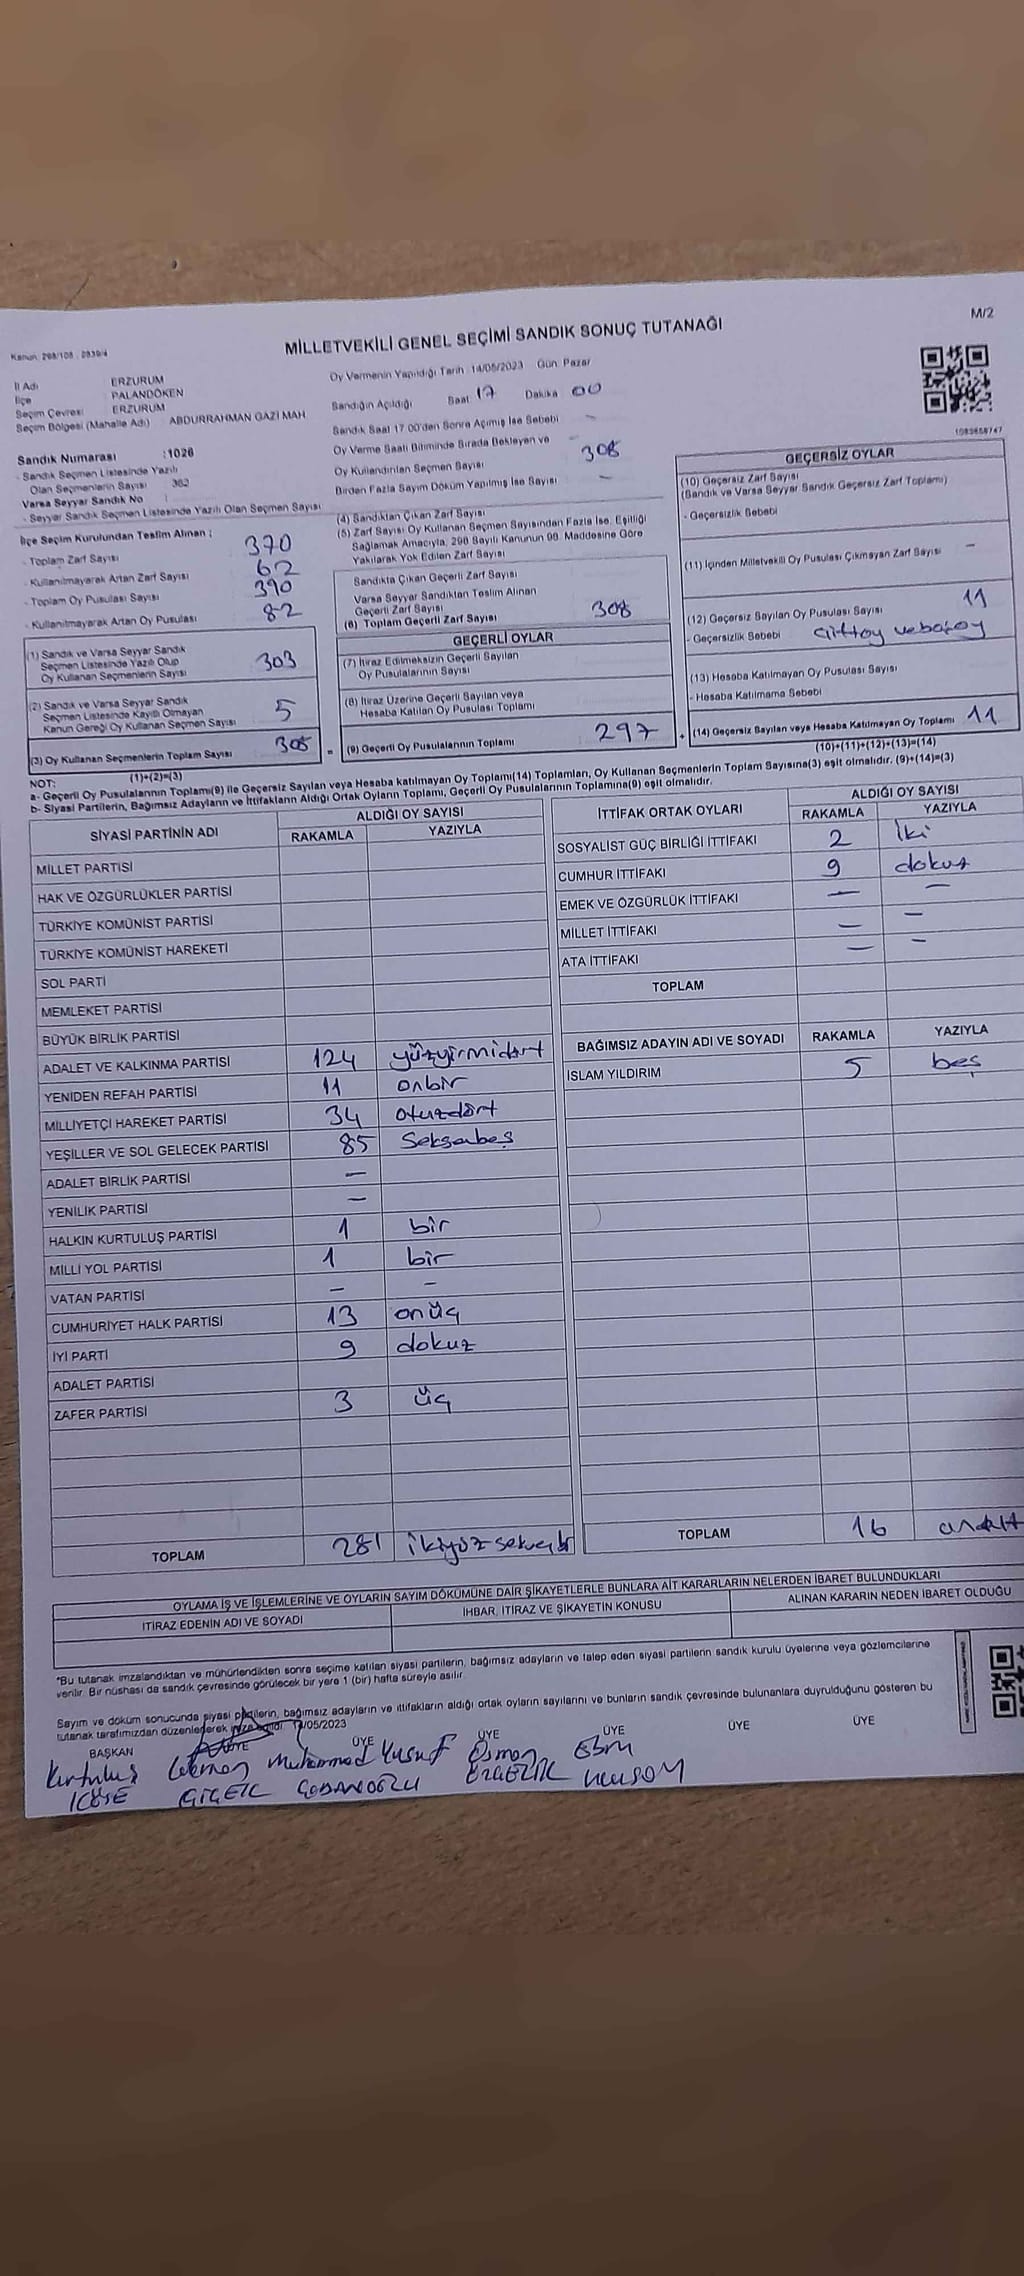 MİLLETVEKİLİ GENEL SEÇİMİ SANDIK SONUÇ TUTANAĞI
M/2
Kanun: 298/105 , 2839/4
İl Adı ERZURUM
İlçe PALANDÖKEN
Seçim Çevresi ERZURUM
Seçim Bölgesi (Mahalle Adı) ABDURRAHMAN GAZİ MAH
Oy Vermenin Yapıldığı Tarih : 14/05/2023 Gün: Pazar
Sandığın Açıldığı Saat 17 Dakika 00
Sandık Saat 17:00'den Sonra Açılmış İse Sebebi -
Oy Verme Saati Bitiminde Sırada Bekleyen ve -
Oy Kullandırılan Seçmen Sayısı 308
Birden Fazla Sayım Döküm Yapılmış İse Sayısı -
Sandık Numarası :1026
- Sandık Seçmen Listesinde Yazılı
Olan Seçmenlerin Sayısı 362
Varsa Seyyar Sandık No
- Seyyar Sandık Seçmen Listesinde Yazılı Olan Seçmen Sayısı
İlçe Seçim Kurulundan Teslim Alınan :
- Toplam Zarf Sayısı 370
- Kullanılmayarak Artan Zarf Sayısı 62
- Toplam Oy Pusulası Sayısı 390
- Kullanılmayarak Artan Oy Pusulası 82
(1) Sandık ve Varsa Seyyar Sandık
Seçmen Listesinde Yazılı Olup
Oy Kullanan Seçmenlerin Sayısı 303
(2) Sandık ve Varsa Seyyar Sandık
Seçmen Listesinde Kayıtlı Olmayan
Kanun Gereği Oy Kullanan Seçmen Sayısı 5
(3) Oy Kullanan Seçmenlerin Toplam Sayısı 308 =
(1)+(2)=(3)
(4) Sandıktan Çıkan Zarf Sayısı
(5) Zarf Sayısı Oy Kullanan Seçmen Sayısından Fazla İse, Eşitliği
Sağlamak Amacıyla, 298 Sayılı Kanunun 98. Maddesine Göre
Yakılarak Yok Edilen Zarf Sayısı
Sandıkta Çıkan Geçerli Zarf Sayısı
Varsa Seyyar Sandıktan Teslim Alınan
Geçerli Zarf Sayısı
(6) Toplam Geçerli Zarf Sayısı 308
GEÇERLİ OYLAR
(7) İtiraz Edilmeksizin Geçerli Sayılan
Oy Pusulalarının Sayısı
(8) İtiraz Üzerine Geçerli Sayılan veya
Hesaba Katılan Oy Pusulası Toplamı
(9) Geçerli Oy Pusulalarının Toplamı 297 +
GEÇERSİZ OYLAR
(10) Geçersiz Zarf Sayısı
(Sandık ve Varsa Seyyar Sandık Geçersiz Zarf Toplamı)
- Geçersizlik Sebebi
(11) İçinden Milletvekili Oy Pusulası Çıkmayan Zarf Sayısı -
(12) Geçersiz Sayılan Oy Pusulası Sayısı 11
- Geçersizlik Sebebi Çift oy ve boş oy
(13) Hesaba Katılmayan Oy Pusulası Sayısı
- Hesaba Katılmama Sebebi
(14) Geçersiz Sayılan veya Hesaba Katılmayan Oy Toplamı 11
(10)+(11)+(12)+(13)=(14)
NOT:
a- Geçerli Oy Pusulalarının Toplamı(9) ile Geçersiz Sayılan veya Hesaba katılmayan Oy Toplamı(14) Toplamları, Oy Kullanan Seçmenlerin Toplam Sayısına(3) eşit olmalıdır. (9)+(14)=(3)
b- Siyasi Partilerin, Bağımsız Adayların ve İttifakların Aldığı Ortak Oyların Toplamı, Geçerli Oy Pusulalarının Toplamına(9) eşit olmalıdır.
SİYASİ PARTİNİN ADI ALDIĞI OY SAYISI
RAKAMLA YAZIYLA
MİLLET PARTİSİ
HAK VE ÖZGÜRLÜKLER PARTİSİ
TÜRKİYE KOMÜNİST PARTİSİ
TÜRKİYE KOMÜNİST HAREKETİ
SOL PARTİ
MEMLEKET PARTİSİ
BÜYÜK BİRLİK PARTİSİ
ADALET VE KALKINMA PARTİSİ 124 yüzyirmidört
YENİDEN REFAH PARTİSİ 11 onbir
MİLLİYETÇİ HAREKET PARTİSİ 34 otuzdört
YEŞİLLER VE SOL GELECEK PARTİSİ 85 Seksenbeş
ADALET BİRLİK PARTİSİ -
YENİLİK PARTİSİ -
HALKIN KURTULUŞ PARTİSİ 1 bir
MİLLİ YOL PARTİSİ 1 bir
VATAN PARTİSİ - -
CUMHURİYET HALK PARTİSİ 13 onüç
İYİ PARTİ 9 dokuz
ADALET PARTİSİ
ZAFER PARTİSİ 3 üç
TOPLAM 281
İTTİFAK ORTAK OYLARI ALDIĞI OY SAYISI
RAKAMLA YAZIYLA
SOSYALİST GÜÇ BİRLİĞİ İTTİFAKI 2 İki
CUMHUR İTTİFAKI 9 dokuz
EMEK VE ÖZGÜRLÜK İTTİFAKI - -
MİLLET İTTİFAKI - -
ATA İTTİFAKI - -
TOPLAM
BAĞIMSIZ ADAYIN ADI VE SOYADI RAKAMLA YAZIYLA
İSLAM YILDIRIM 5 beş
TOPLAM 16 onaltı
OYLAMA İŞ VE İŞLEMLERİNE VE OYLARIN SAYIM DÖKÜMÜNE DAİR ŞİKAYETLERLE BUNLARA AİT KARARLARIN NELERDEN İBARET BULUNDUKLARI
İTİRAZ EDENİN ADI VE SOYADI İHBAR, İTİRAZ VE ŞİKAYETİN KONUSU ALINAN KARARIN NEDEN İBARET OLDUĞU
*Bu tutanak imzalandıktan ve mühürlendikten sonra seçime katılan siyasi partilerin, bağımsız adayların ve talep eden siyasi partilerin sandık kurulu üyelerine veya gözlemcilerine
verilir. Bir nüshası da sandık çevresinde görülecek bir yere 1 (bir) hafta süreyle asılır
Sayım ve döküm sonucunda siyasi partilerin, bağımsız adayların ve ittifakların aldığı ortak oyların sayılarını ve bunların sandık çevresinde bulunanlara duyrulduğunu gösteren bu
tutanak tarafımızdan düzenlenerek imza edildi. /05/2023
BAŞKAN ÜYE ÜYE ÜYE ÜYE ÜYE ÜYE
Kurtuluş Muhammed Yusuf Osman
KÖSE ÇİÇEK ÇOBANOĞLU